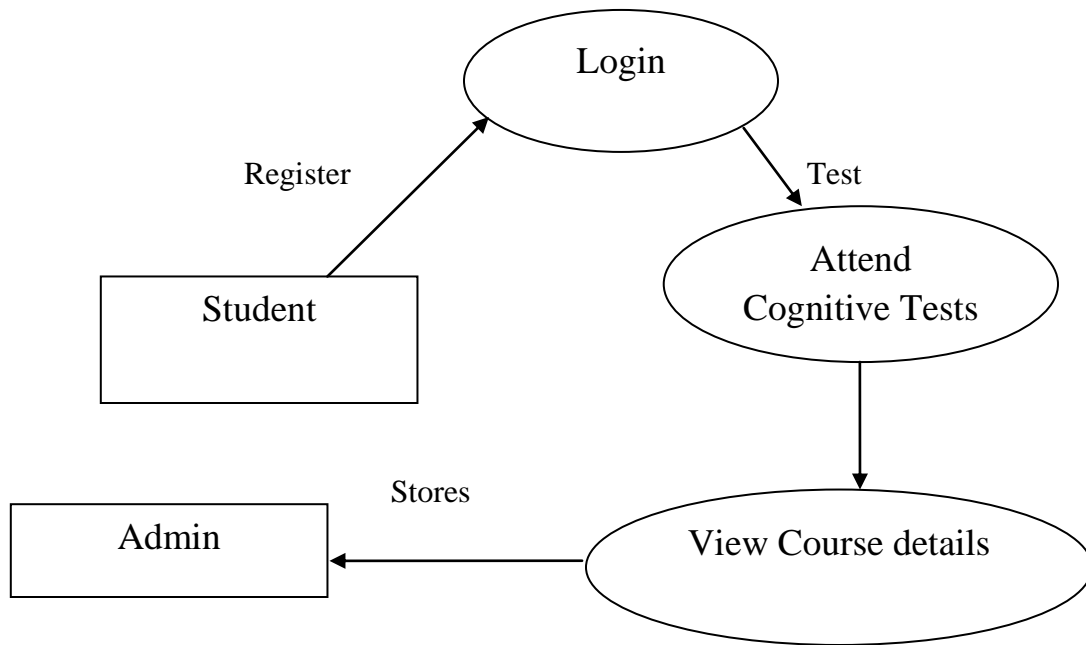 Login
Register
Test
Attend
Cognitive Tests
Student
Stores
Admin
View Course details